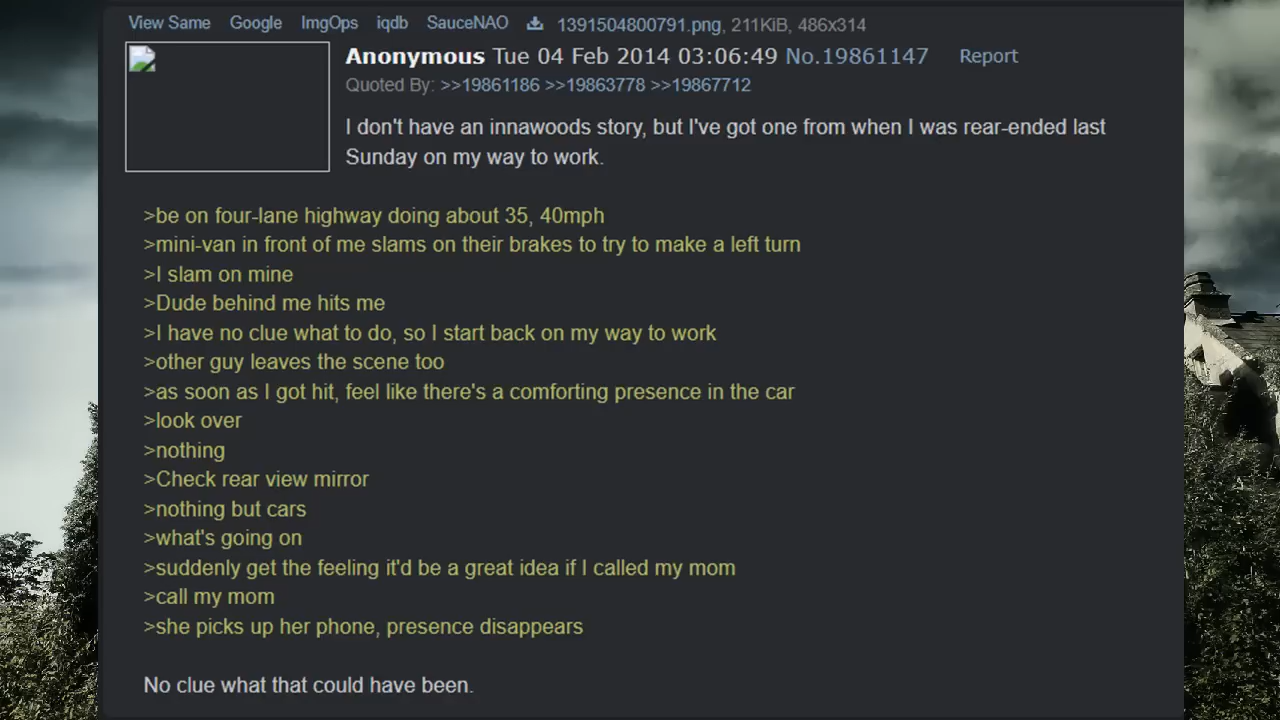 View Same Google ImgOps iqdb SauceNAO 1391504800791.png, 211KiB, 486x314
Anonymous Tue 04 Feb 2014 03:06:49 No.19861147 Report
Quoted By: >>19861186 >>19863778 >>19867712
I don't have an innawoods story, but I've got one from when I was rear-ended last
Sunday on my way to work.
>be on four-lane highway doing about 35, 40mph
>mini-van in front of me slams on their brakes to try to make a left turn
>I slam on mine
>Dude behind me hits me
>I have no clue what to do, so I start back on my way to work
>other guy leaves the scene too
>as soon as I got hit, feel like there's a comforting presence in the car
>look over
>nothing
>Check rear view mirror
>nothing but cars
>what's going on
>suddenly get the feeling it'd be a great idea if I called my mom
>call my mom
>she picks up her phone, presence disappears
No clue what that could have been.